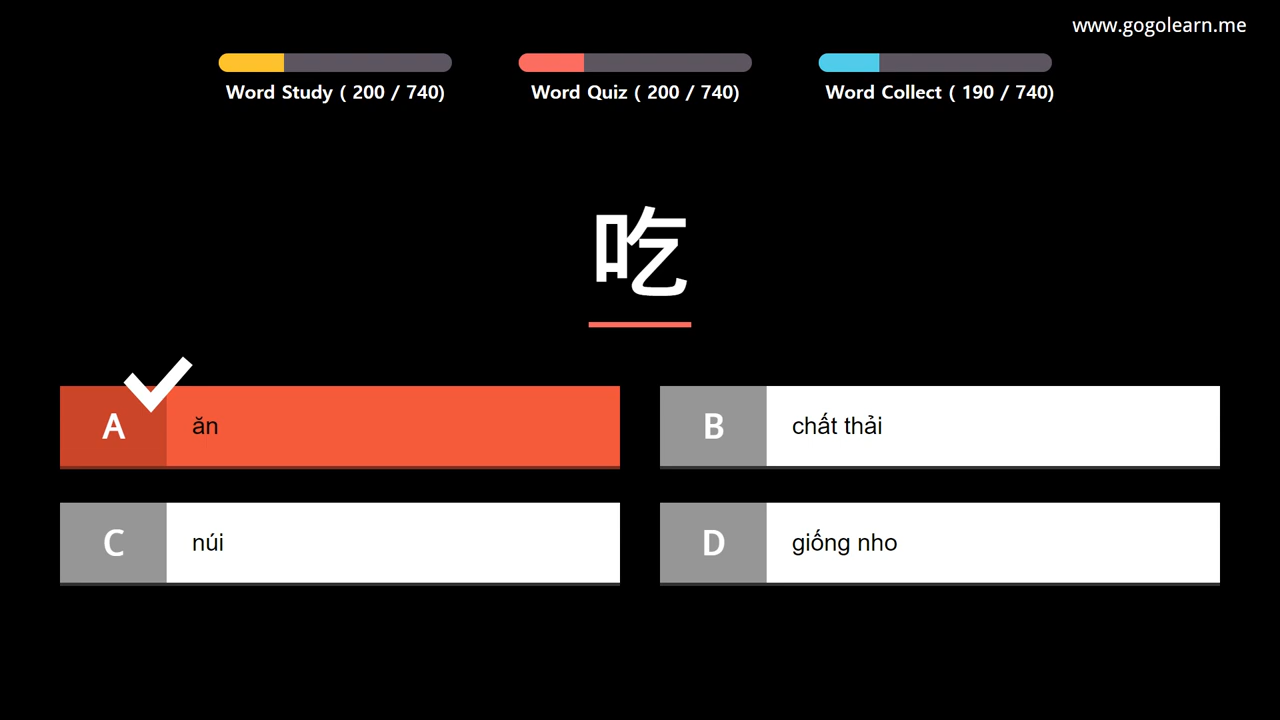 www.gogolearn.me
Word Study ( 200 / 740)
Word Quiz ( 200 / 740)
Word Collect ( 190 / 740)
吃
A ăn
B chất thải
C núi
D giống nho